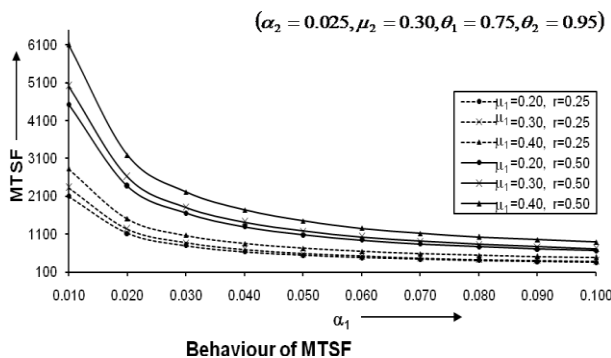 (α₂ = 0.025, μ₂ = 0.30, θ₁ = 0.75, θ₂ = 0.95)
6100
5100
4100
3100
2100
1100
100
MTSF
μ₁=0.20, r=0.25
μ₁=0.30, r=0.25
μ₁=0.40, r=0.25
μ₁=0.20, r=0.50
μ₁=0.30, r=0.50
μ₁=0.40, r=0.50
0.010 0.020 0.030 0.040 0.050 0.060 0.070 0.080 0.090 0.100
α₁
Behaviour of MTSF